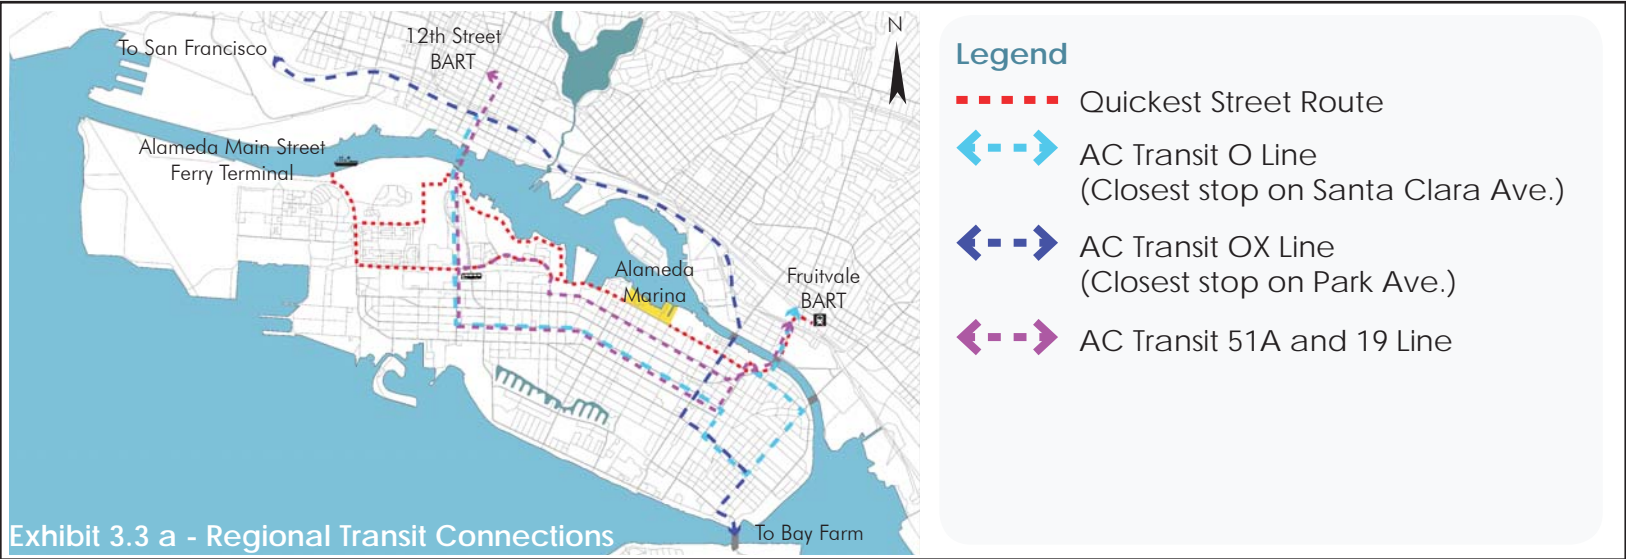 To San Francisco
12th Street
BART
N
Alameda Main Street
Ferry Terminal
Alameda
Marina
Fruitvale
BART
To Bay Farm
Exhibit 3.3 a - Regional Transit Connections
Legend
Quickest Street Route
AC Transit O Line
(Closest stop on Santa Clara Ave.)
AC Transit OX Line
(Closest stop on Park Ave.)
AC Transit 51A and 19 Line